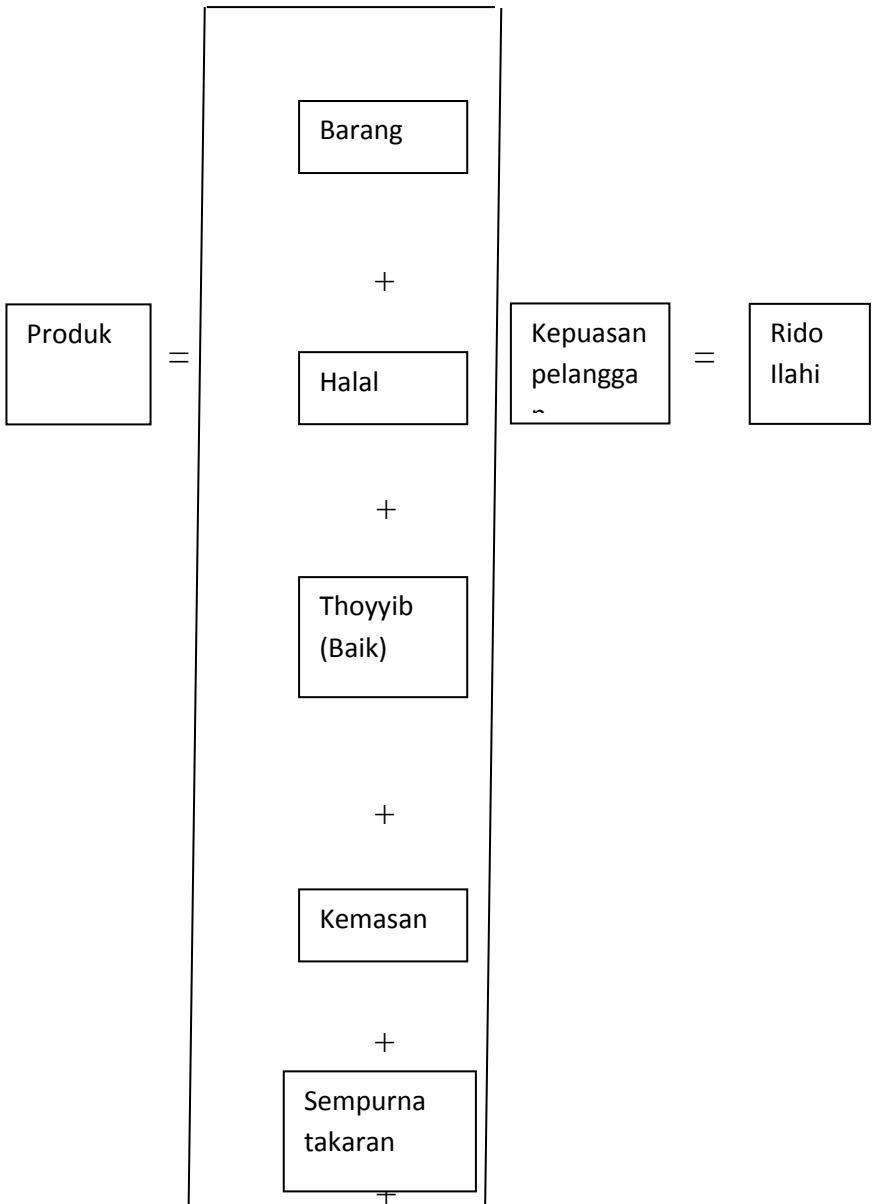 Barang
+
Produk
=
Halal
Kepuasan
pelangga
=
Rido
Ilahi
+
Thoyyib
(Baik)
+
Kemasan
+
Sempurna
takaran
+